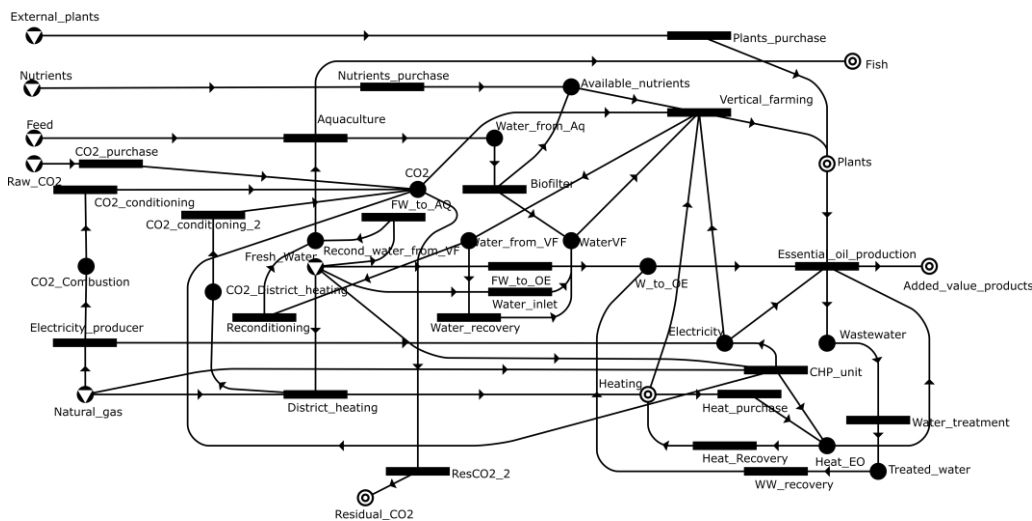 External_plants
Plants_purchase
Fish
Nutrients
Nutrients_purchase
Available_nutrients
Vertical_farming
Feed
Aquaculture
Water_from_Aq
CO2_purchase
Raw_CO2
CO2
Plants
CO2_conditioning
Biofilter
CO2_conditioning_2
FW_to_AQ
Recond_water_from_VF
Water_from_VF
WaterVF
Fresh_Water
Essential_oil_production
CO2_Combustion
CO2_District_heating
FW_to_OE
W_to_OE
Added_value_products
Water_inlet
Electricity_producer
Reconditioning
Water_recovery
Electricity
Wastewater
CHP_unit
Natural_gas
District_heating
Heating
Heat_purchase
Water_treatment
Heat_Recovery
Heat_EO
Treated_water
ResCO2_2
WW_recovery
Residual_CO2